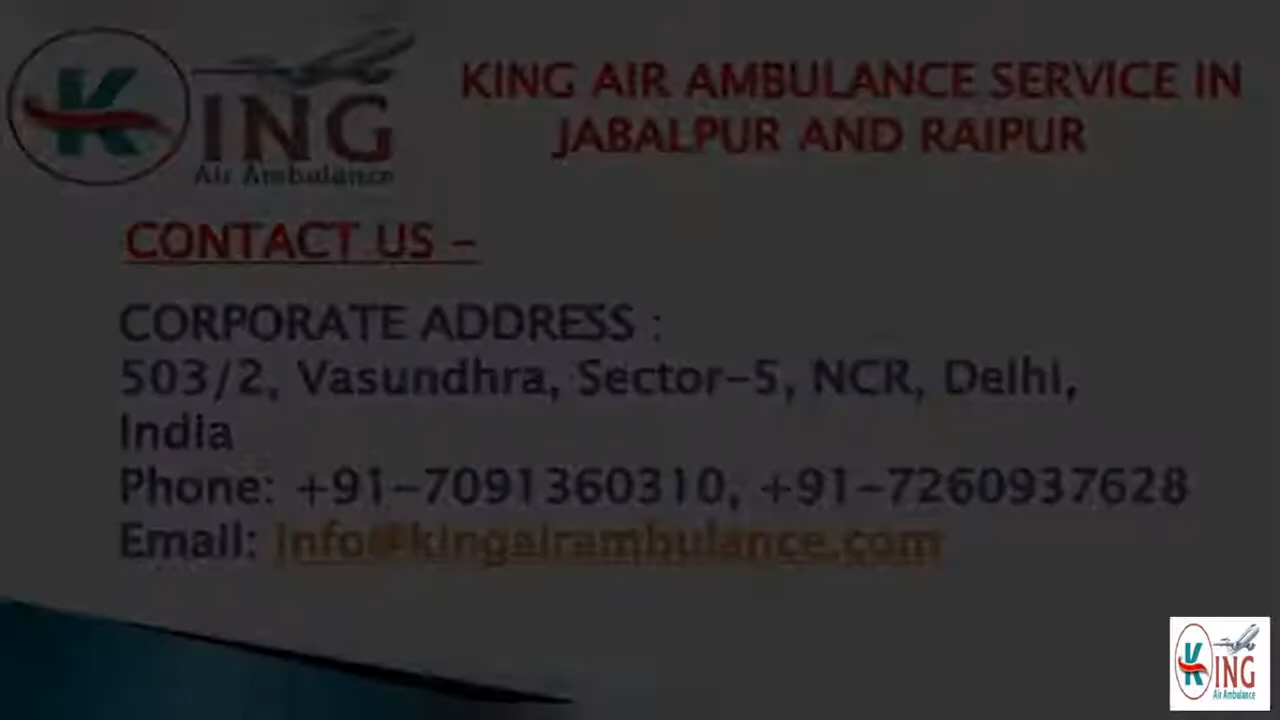 KING
Air Ambulance
KING AIR AMBULANCE SERVICE IN
JABALPUR AND RAIPUR
CONTACT US -
CORPORATE ADDRESS :
503/2, Vasundhra, Sector-5, NCR, Delhi,
India
Phone: +91-7091360310, +91-7260937628
Email: info@kingairambulance.com
KING
Air Ambulance